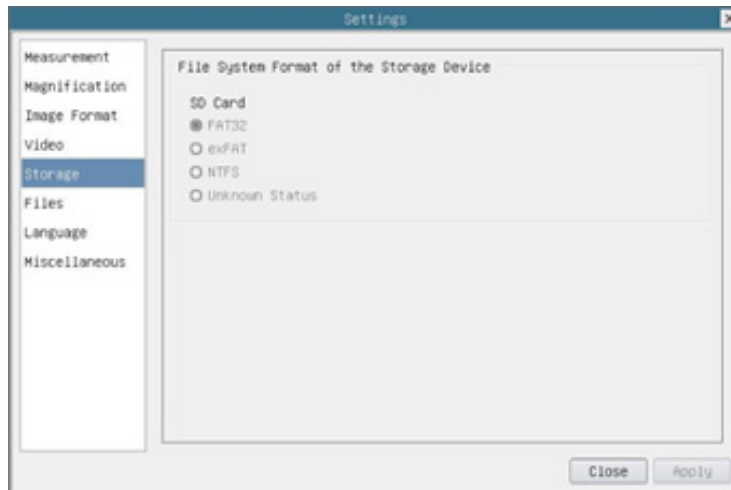 Settings
Measurement
Magnification
Image Format
Video
Storage
Files
Language
Miscellaneous
File System Format of the Storage Device
SD Card
FAT32
exFAT
NTFS
Unknown Status
Close
Apply